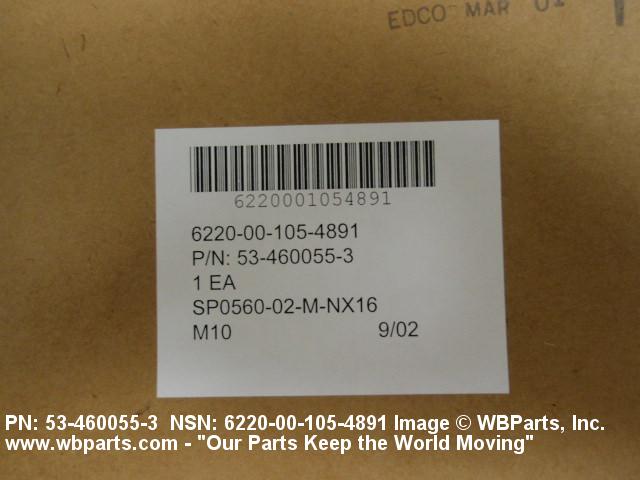 EDCO MAR 01
6220001054891
6220-00-105-4891
P/N: 53-460055-3
1 EA
SP0560-02-M-NX16
M10 9/02
PN: 53-460055-3 NSN: 6220-00-105-4891 Image © WBParts, Inc.
www.wbparts.com - "Our Parts Keep the World Moving"